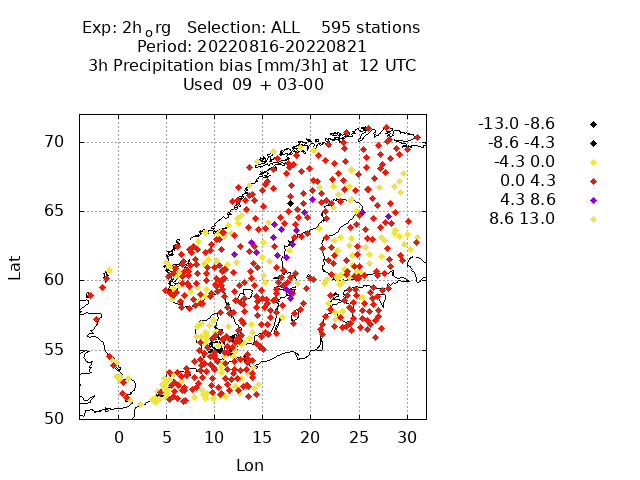 Exp: 2h_o rg Selection: ALL 595 stations
Period: 20220816-20220821
3h Precipitation bias [mm/3h] at 12 UTC
Used 09 + 03-00
-13.0 -8.6
-8.6 -4.3
-4.3 0.0
0.0 4.3
4.3 8.6
8.6 13.0
70
65
60
55
50
Lat
0 5 10 15 20 25 30
Lon